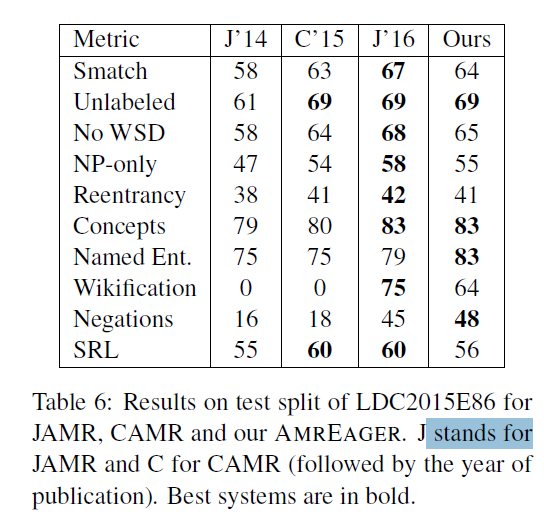 Metric J’14 C’15 J’16 Ours
Smatch 58 63 67 64
Unlabeled 61 69 69 69
No WSD 58 64 68 65
NP-only 47 54 58 55
Reentrancy 38 41 42 41
Concepts 79 80 83 83
Named Ent. 75 75 79 83
Wikification 0 0 75 64
Negations 16 18 45 48
SRL 55 60 60 56
Table 6: Results on test split of LDC2015E86 for
JAMR, CAMR and our AMREAGER. J stands for
JAMR and C for CAMR (followed by the year of
publication). Best systems are in bold.